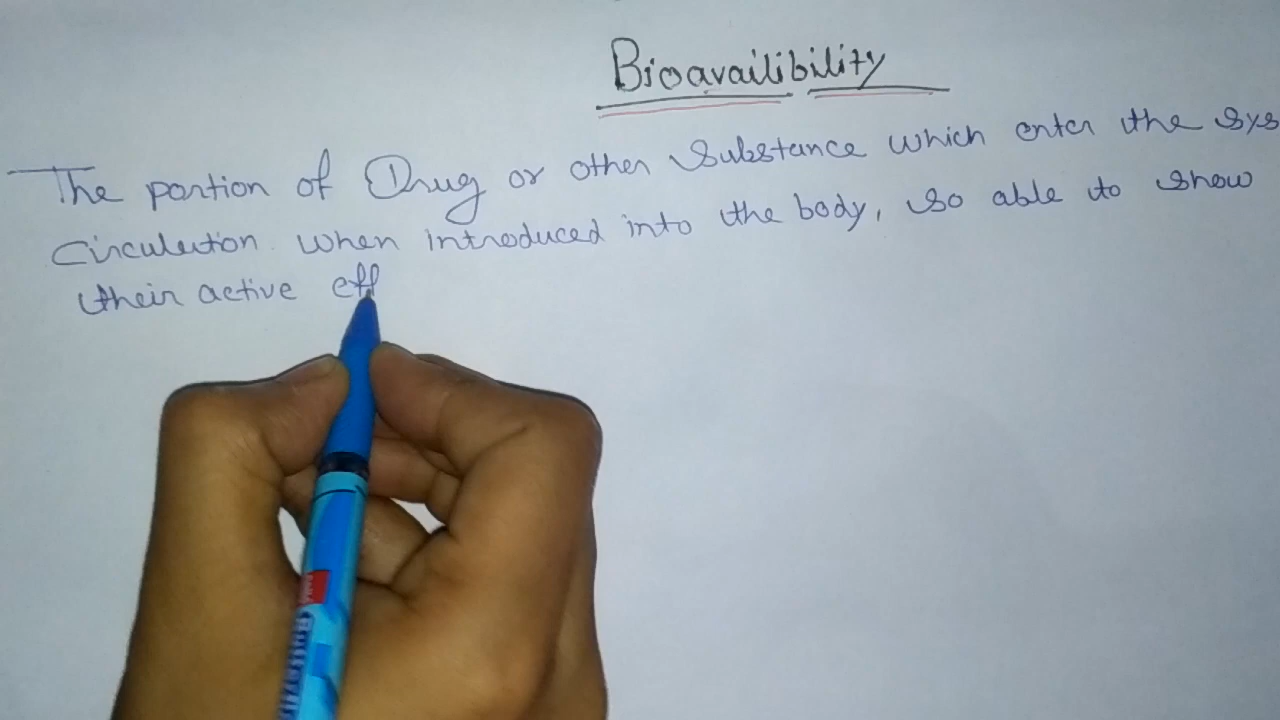 Bioavailibility
The portion of Drug or other Substance which enter the Sys
Circulation when introduced into the body, so able to show
their active eff